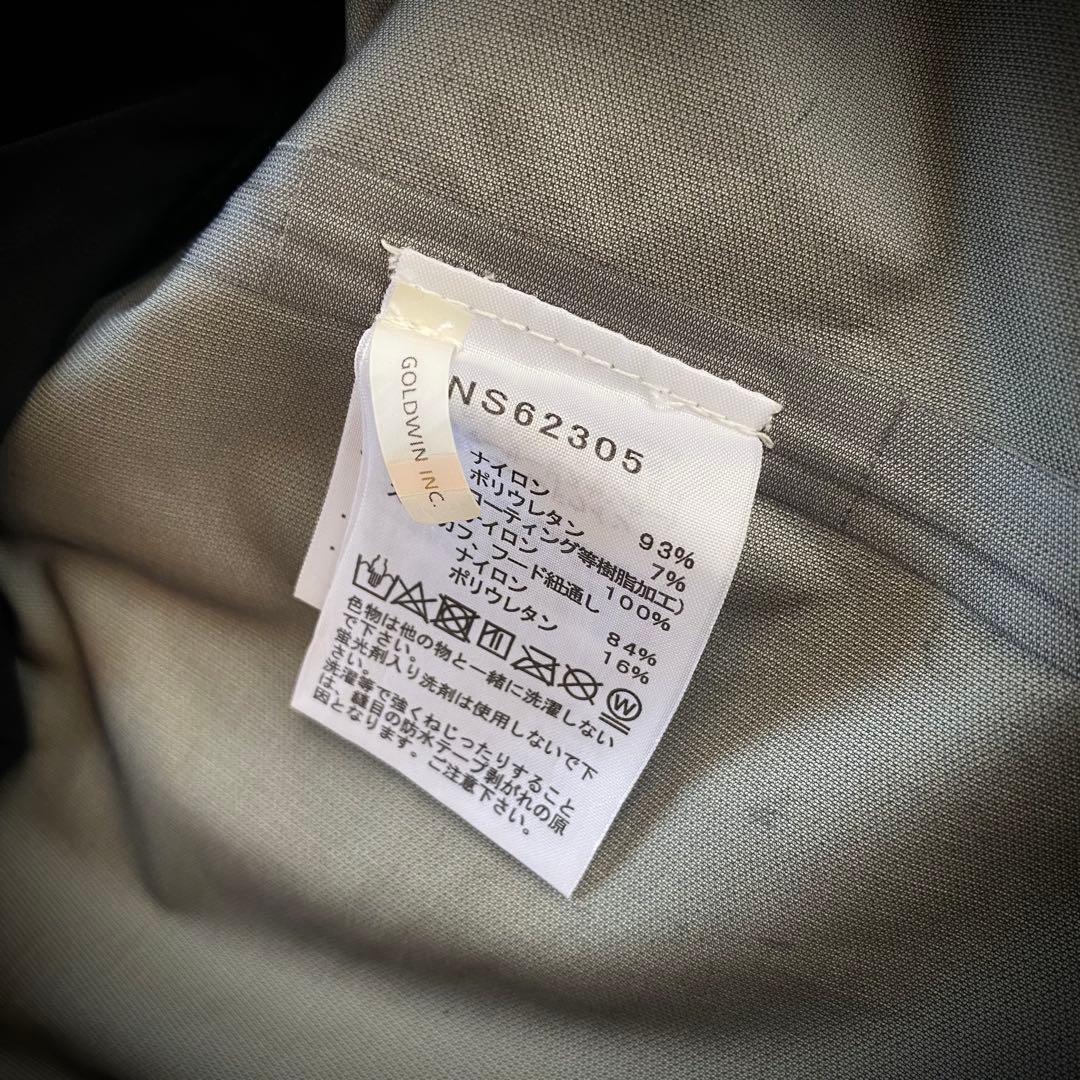 GOLDWIN INC.
NS62305
ナイロン 93%
ポリウレタン 7%
コーティング等樹脂加工)
ナイロン 100%
フード紐通し
ナイロン 84%
ポリウレタン 16%
W
色物は他の物と一緒に洗濯しない
で下さい。
蛍光剤入り洗剤は使用しないで下
さい。
洗濯等で強くねじったりすること
は、縫目の防水テープ剥がれの原
因となります。ご注意下さい。